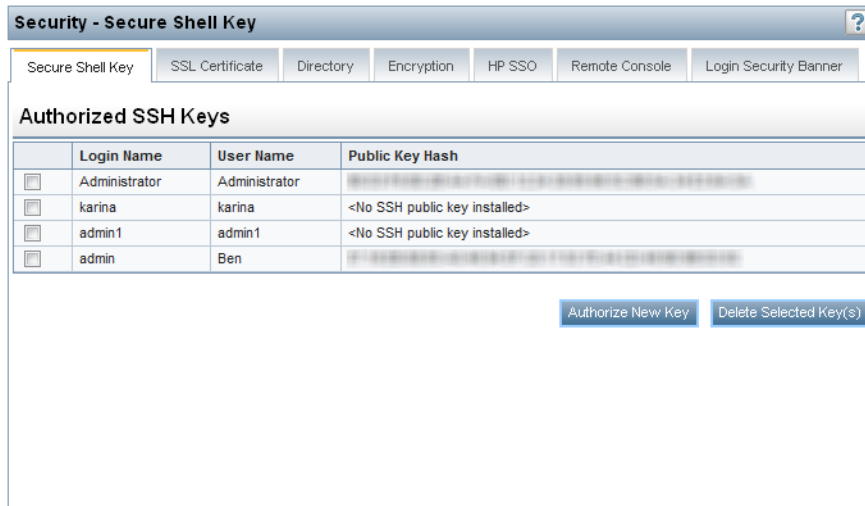 Security - Secure Shell Key
?
Secure Shell Key SSL Certificate Directory Encryption HP SSO Remote Console Login Security Banner
Authorized SSH Keys
Login Name User Name Public Key Hash
Administrator Administrator
karina karina <No SSH public key installed>
admin1 admin1 <No SSH public key installed>
admin Ben
Authorize New Key Delete Selected Key(s)